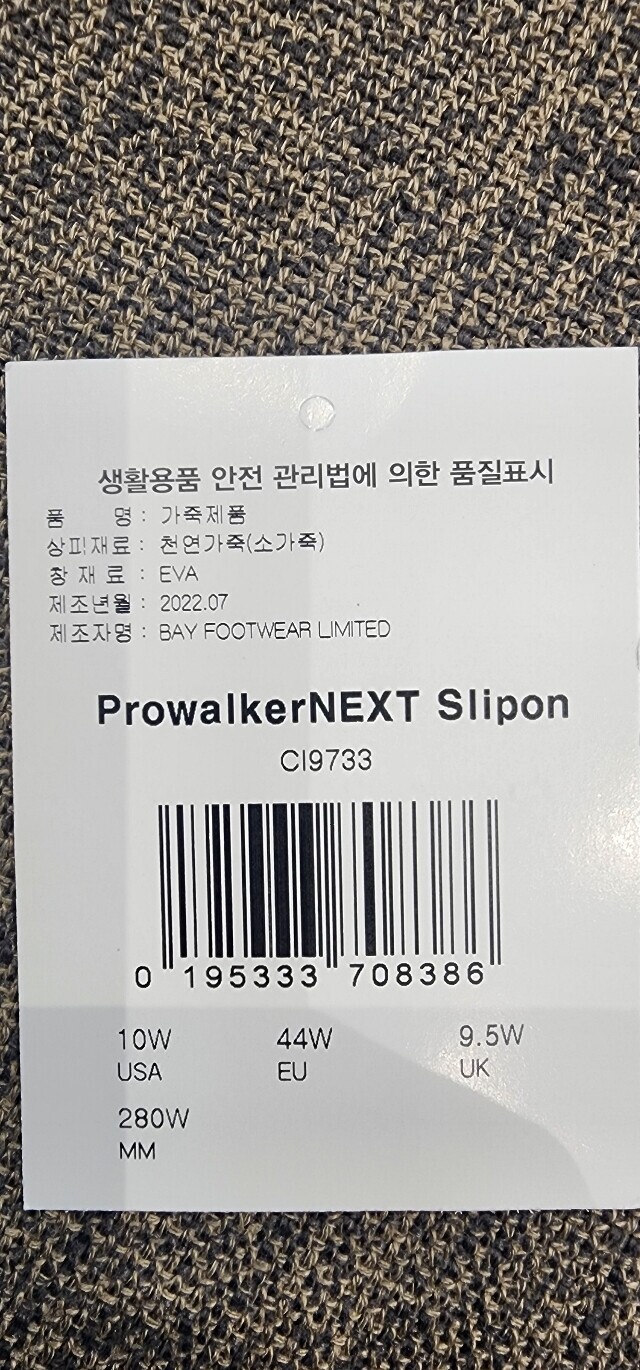 생활용품 안전 관리법에 의한 품질표시
품 명 : 가죽제품
상피재료 : 천연가죽(소가죽)
창 재 료 : EVA
제조년월 : 2022.07
제조자명 : BAY FOOTWEAR LIMITED
ProwalkerNEXT Slipon
CI9733
0 195333 708386
10W 44W 9.5W
USA EU UK
280W
MM